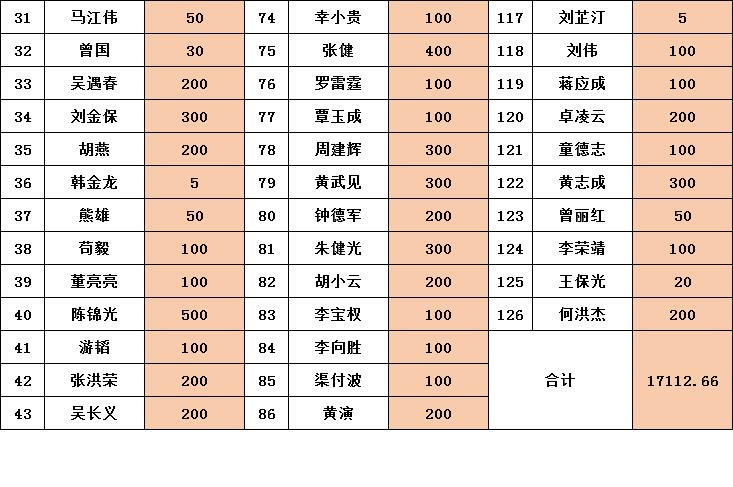 31 马江伟 50 74 幸小贵 100 117 刘芷汀 5
32 曾国 30 75 张健 400 118 刘伟 100
33 吴遇春 200 76 罗雷霆 100 119 蒋应成 100
34 刘金保 300 77 覃玉成 100 120 卓凌云 200
35 胡燕 200 78 周建辉 300 121 童德志 100
36 韩金龙 5 79 黄武见 300 122 黄志成 300
37 熊雄 50 80 钟德军 200 123 曾丽红 50
38 苟毅 100 81 朱健光 300 124 李荣靖 100
39 董亮亮 100 82 胡小云 200 125 王保光 20
40 陈锦光 500 83 李宝权 100 126 何洪杰 200
41 游韬 100 84 李向胜 100
42 张洪荣 200 85 渠付波 100 合计 17112.66
43 吴长义 200 86 黄演 200